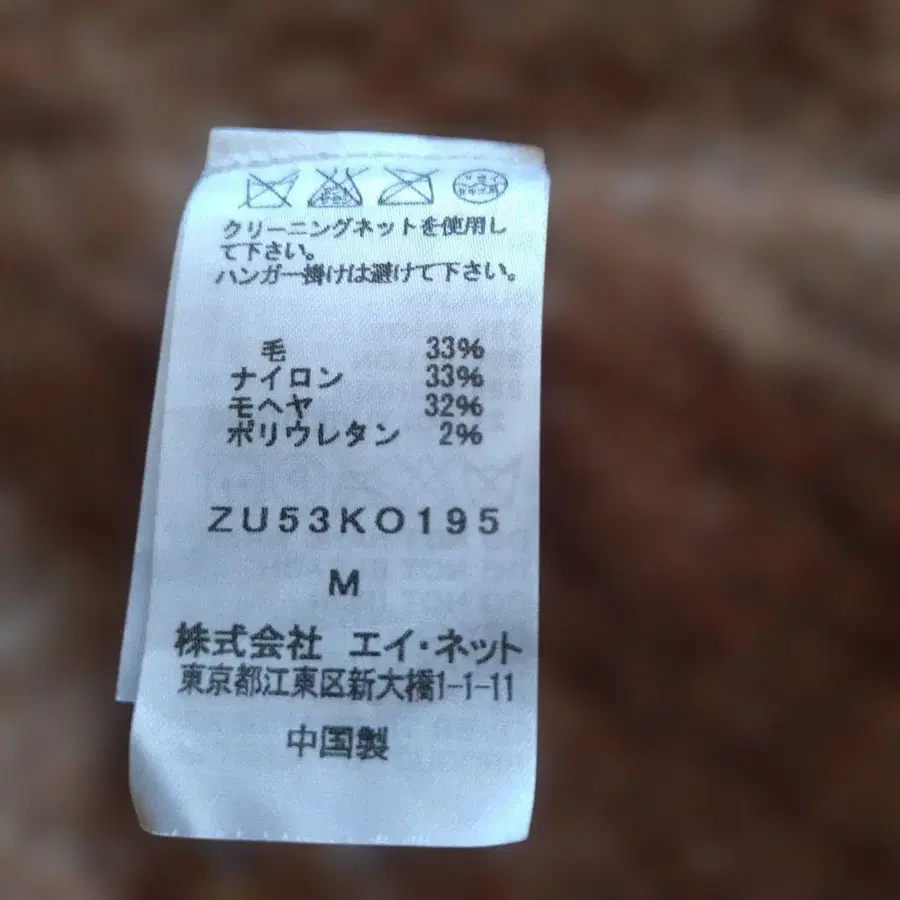 クリーニングネットを使用し
て下さい。
ハンガー掛けは避けて下さい。
毛 33%
ナイロン 33%
モヘヤ 32%
ポリウレタン 2%
ZU53KO195
M
株式会社 エイ・ネット
東京都江東区新大橋1-1-11
中国製